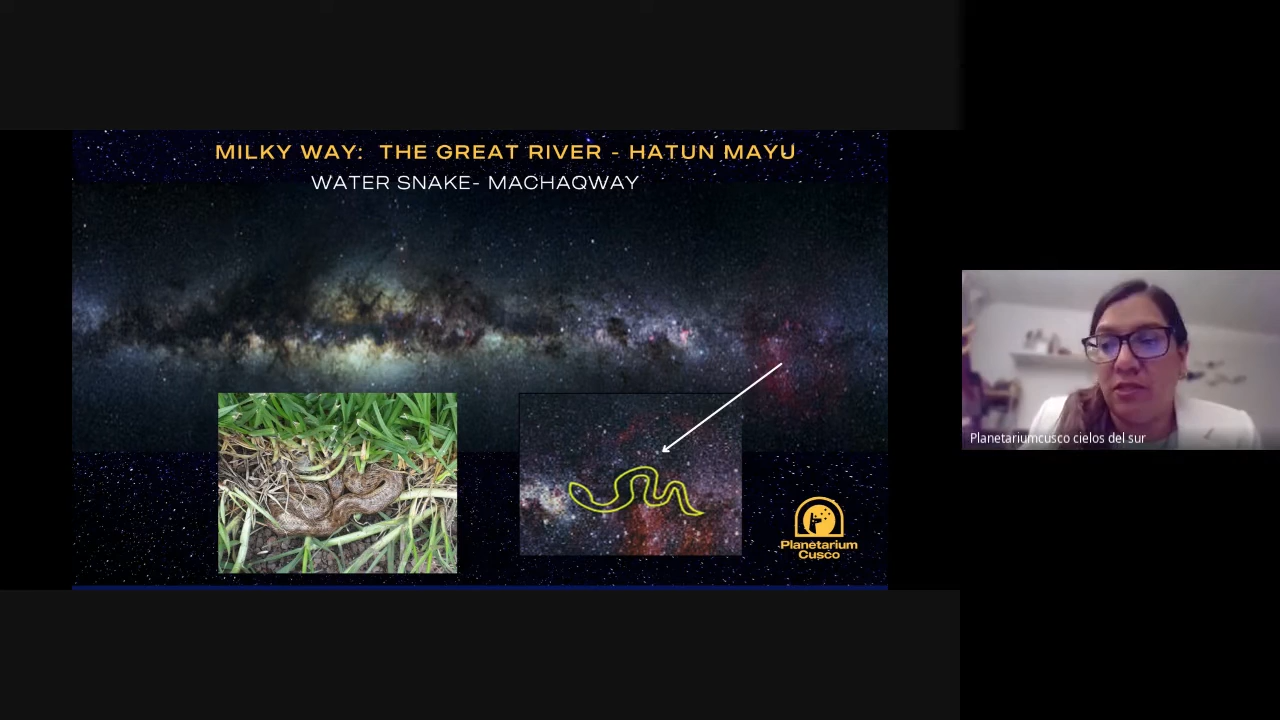 MILKY WAY: THE GREAT RIVER - HATUN MAYU
WATER SNAKE- MACHAQWAY
Planetarium
Cusco
Planetariumcusco cielos del sur